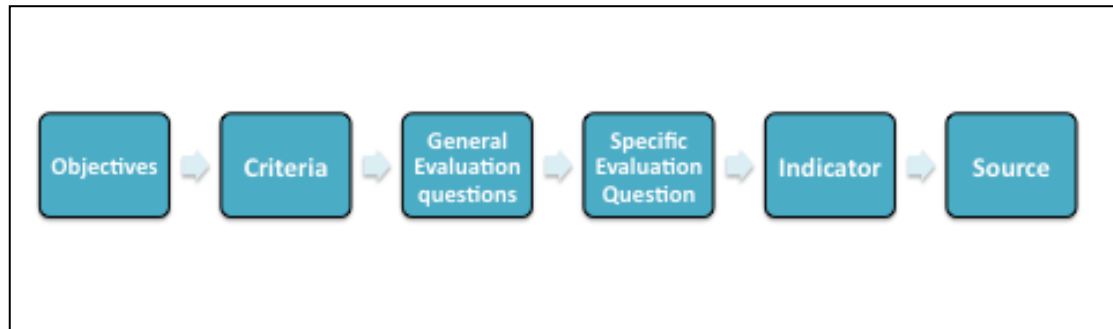 Objectives
Criteria
General
Evaluation
questions
Specific
Evaluation
Question
Indicator
Source